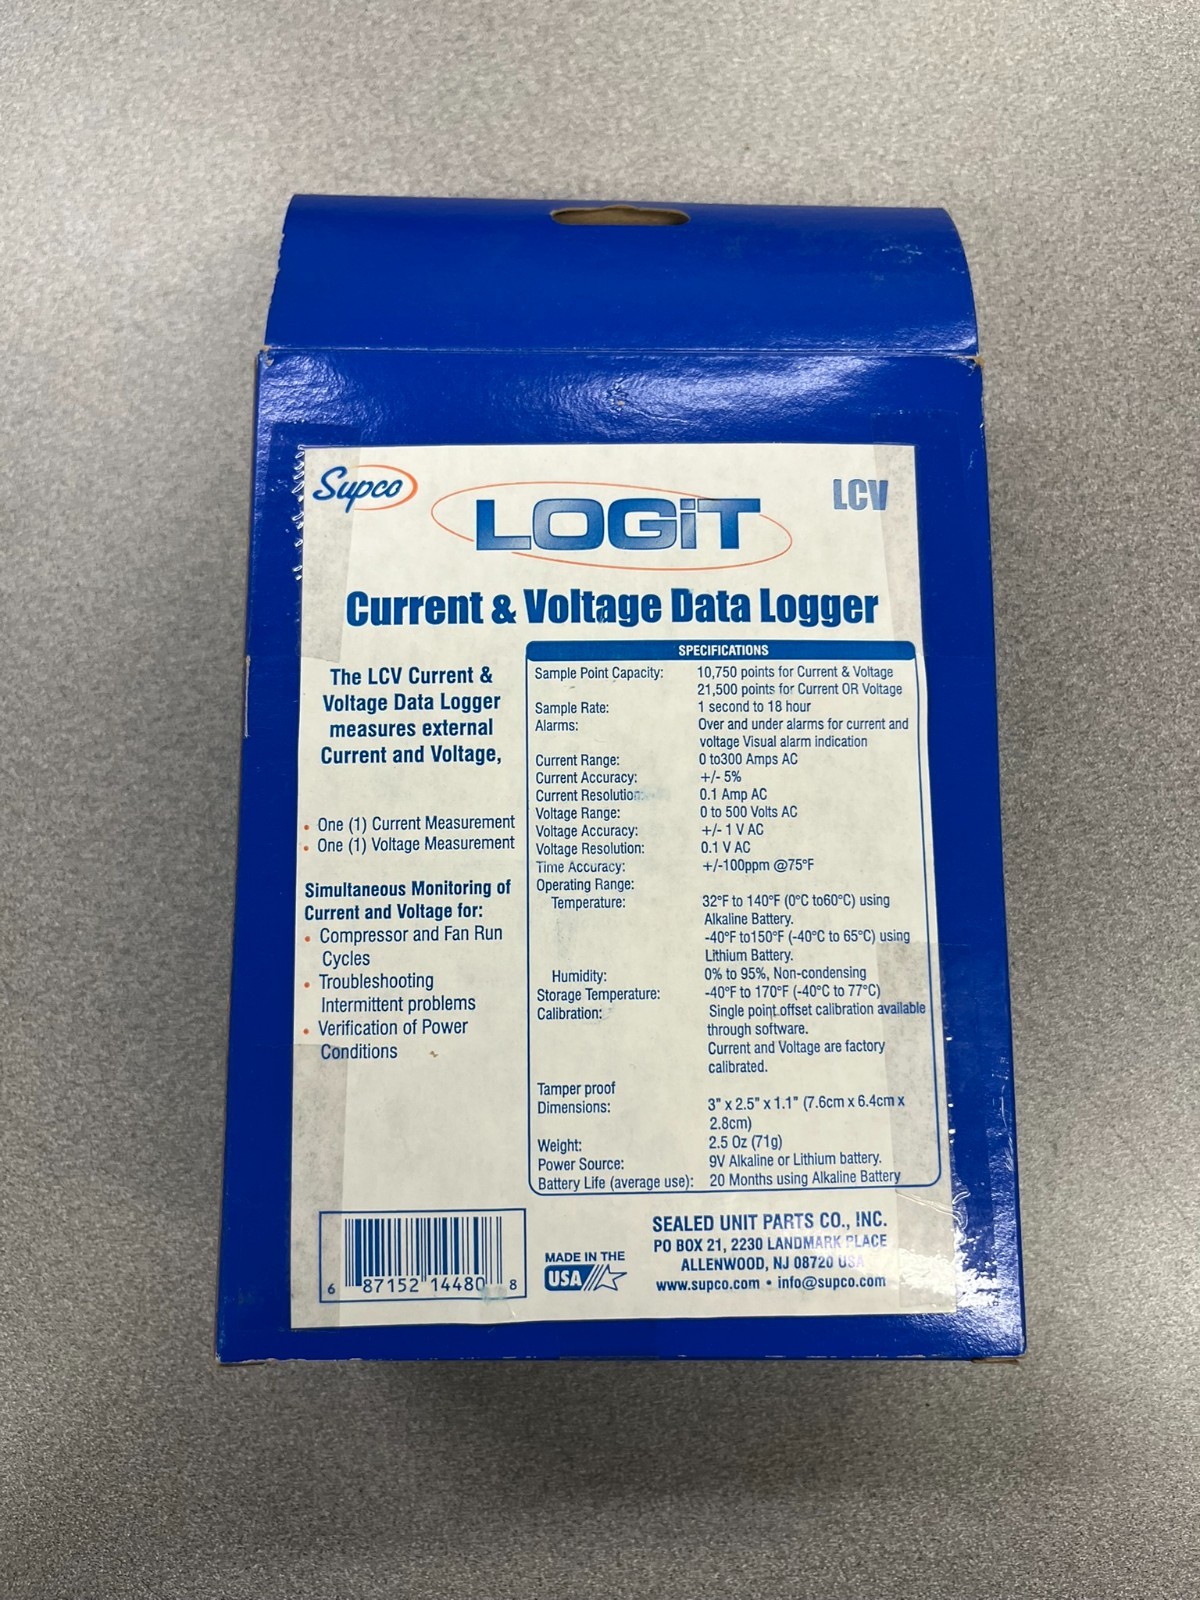 Supco
LOGiT
LCV
Current & Voltage Data Logger
The LCV Current &
Voltage Data Logger
measures external
Current and Voltage,
• One (1) Current Measurement
• One (1) Voltage Measurement
Simultaneous Monitoring of
Current and Voltage for:
• Compressor and Fan Run
Cycles
• Troubleshooting
Intermittent problems
• Verification of Power
Conditions
SPECIFICATIONS
Sample Point Capacity: 10,750 points for Current & Voltage
21,500 points for Current OR Voltage
Sample Rate: 1 second to 18 hour
Alarms: Over and under alarms for current and
voltage Visual alarm indication
Current Range: 0 to300 Amps AC
Current Accuracy: +/- 5%
Current Resolution: 0.1 Amp AC
Voltage Range: 0 to 500 Volts AC
Voltage Accuracy: +/- 1 V AC
Voltage Resolution: 0.1 V AC
Time Accuracy: +/-100ppm @75°F
Operating Range:
Temperature: 32°F to 140°F (0°C to60°C) using
Alkaline Battery.
-40°F to150°F (-40°C to 65°C) using
Lithium Battery.
Humidity: 0% to 95%, Non-condensing
Storage Temperature: -40°F to 170°F (-40°C to 77°C)
Calibration: Single point offset calibration available
through software.
Current and Voltage are factory
calibrated.
Tamper proof
Dimensions: 3" x 2.5" x 1.1" (7.6cm x 6.4cm x
2.8cm)
Weight: 2.5 Oz (71g)
Power Source: 9V Alkaline or Lithium battery.
Battery Life (average use): 20 Months using Alkaline Battery
6 87152 14480 8
MADE IN THE
USA
SEALED UNIT PARTS CO., INC.
PO BOX 21, 2230 LANDMARK PLACE
ALLENWOOD, NJ 08720 USA
www.supco.com • info@supco.com